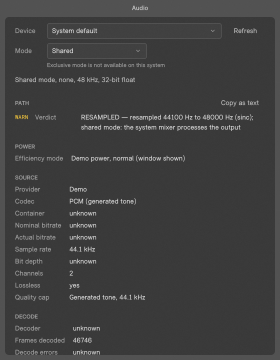 Audio
Device System default Refresh
Mode Shared
Exclusive mode is not available on this system
Shared mode, none, 48 kHz, 32-bit float
PATH Copy as text
WARN Verdict RESAMPLED — resampled 44100 Hz to 48000 Hz (sinc);
shared mode: the system mixer processes the output
POWER
Efficiency mode Demo power, normal (window shown)
SOURCE
Provider Demo
Codec PCM (generated tone)
Container unknown
Nominal bitrate unknown
Actual bitrate unknown
Sample rate 44.1 kHz
Bit depth unknown
Channels 2
Lossless yes
Quality cap Generated tone, 44.1 kHz
DECODE
Decoder unknown
Frames decoded 46746
Decode errors unknown